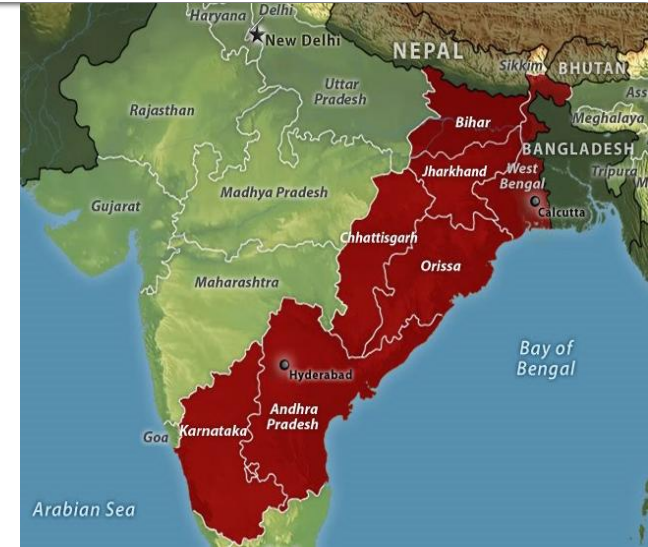 Haryana
Delhi
New Delhi
NEPAL
Sikkim
BHUTAN
Uttar
Pradesh
Ass
Rajasthan
Meghalaya
Bihar
BANGLADESH
Jharkhand
West
Bengal
Tripura
M
Madhya Pradesh
Gujarat
Calcutta
Chhattisgarh
Orissa
Maharashtra
Bay of
Bengal
Hyderabad
Andhra
Pradesh
Goa
Karnataka
Arabian Sea